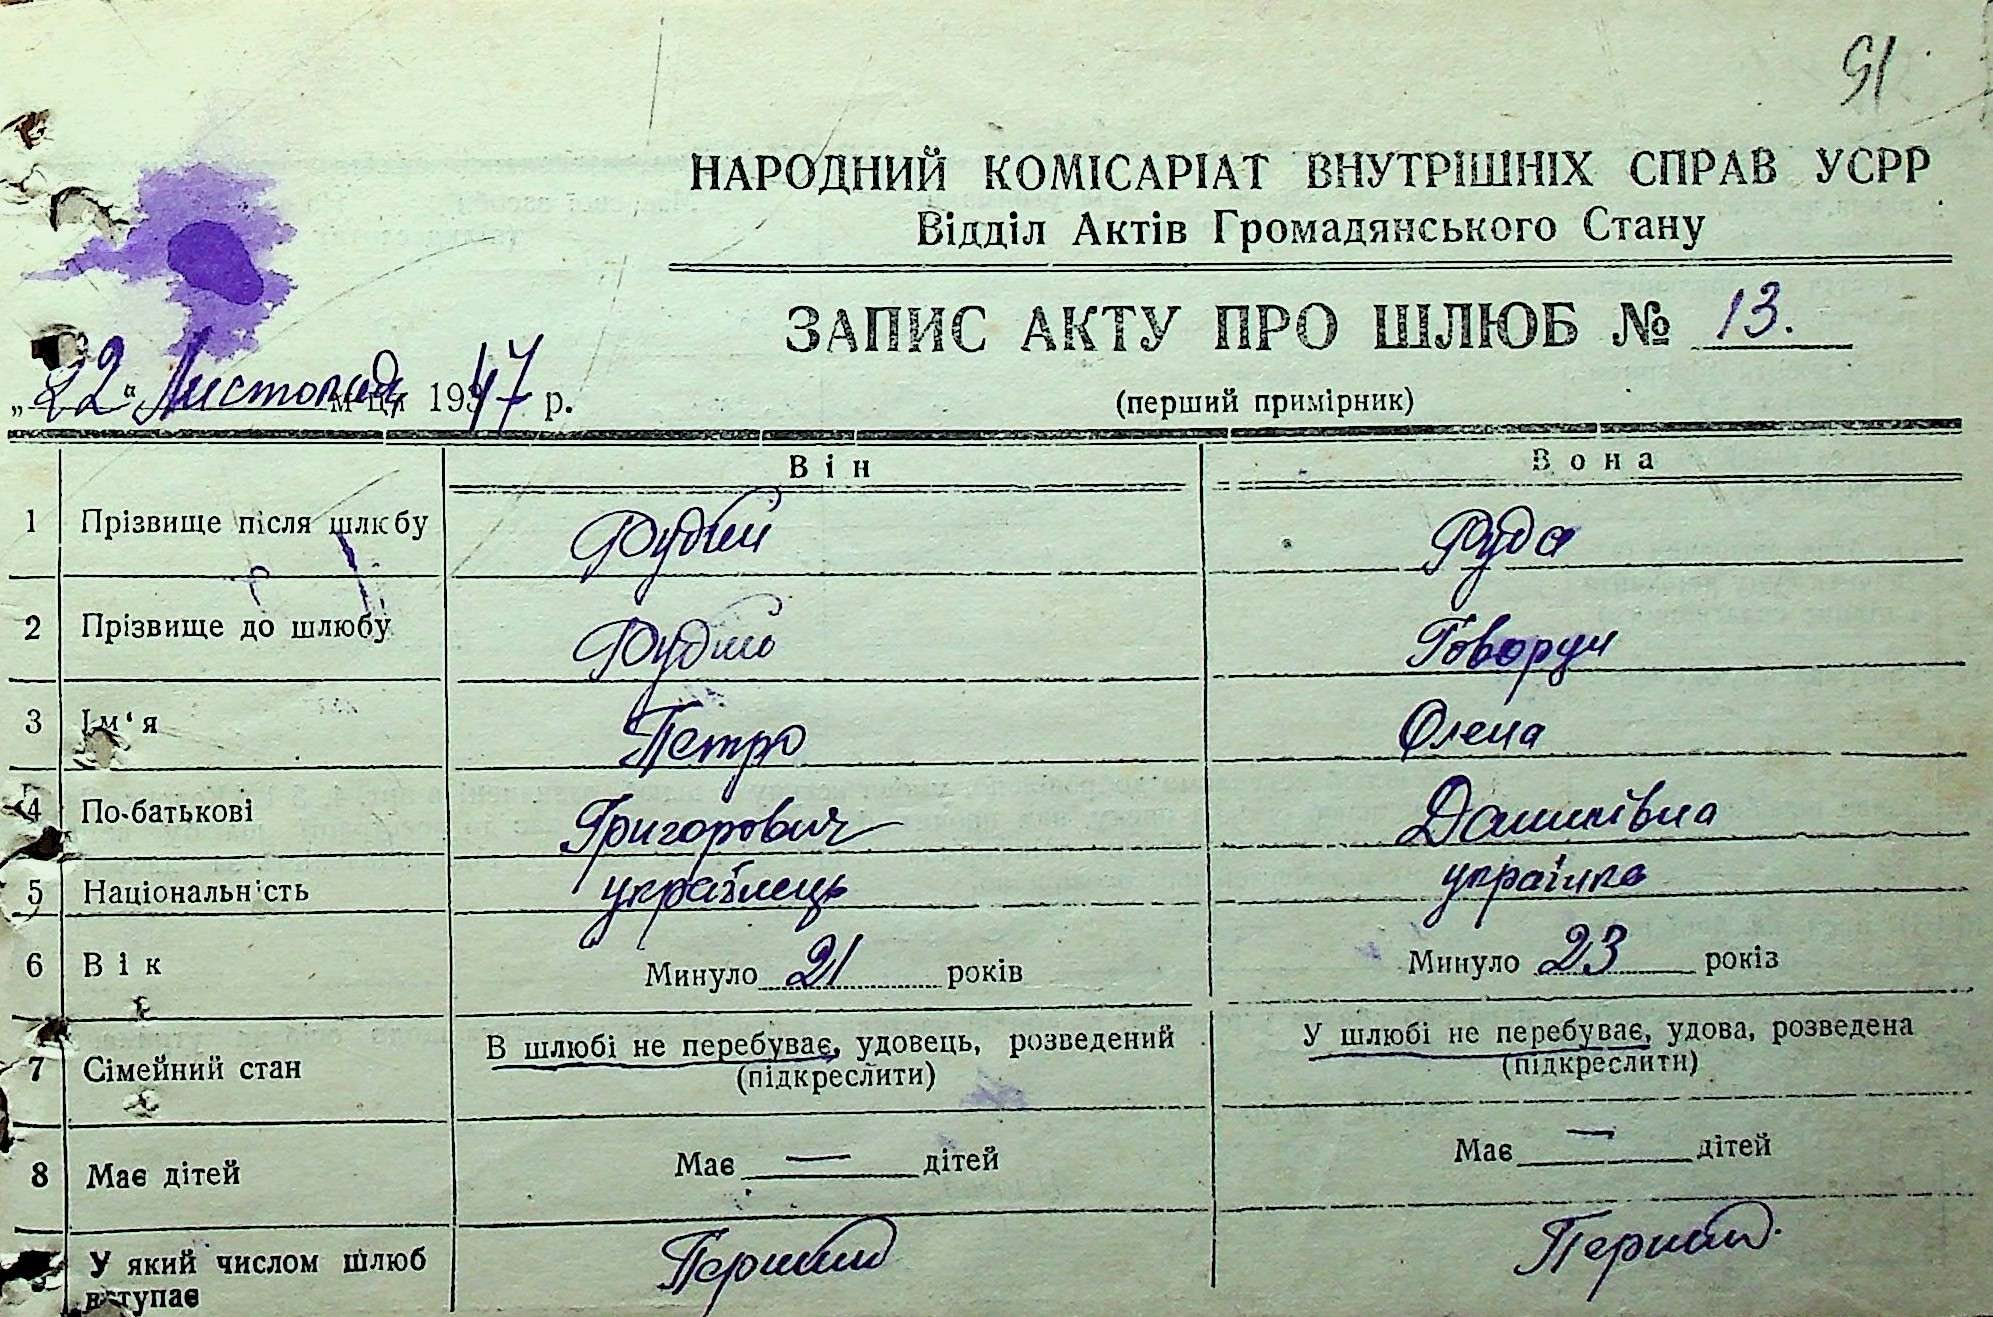 51
НАРОДНИЙ КОМІСАРІАТ ВНУТРІШНІХ СПРАВ УСРР
Відділ Актів Громадянського Стану
ЗАПИС АКТУ ПРО ШЛЮБ № 13.
„22" Листопада м-ця 1947 р.
(перший примірник)
Він Вона
1 Прізвище після шлюбу Рудий Руда
2 Прізвище до шлюбу Рудий Говорун
3 Ім'я Петро Олена
4 По-батькові Григорович Данилівна
5 Національність українець українка
6 Вік Минуло 21 років Минуло 23 років
7 Сімейний стан В шлюбі не перебуває, удовець, розведений У шлюбі не перебуває, удова, розведена
(підкреслити) (підкреслити)
8 Має дітей Має — дітей Має — дітей
У який числом шлюб Перший Перший.
вступає